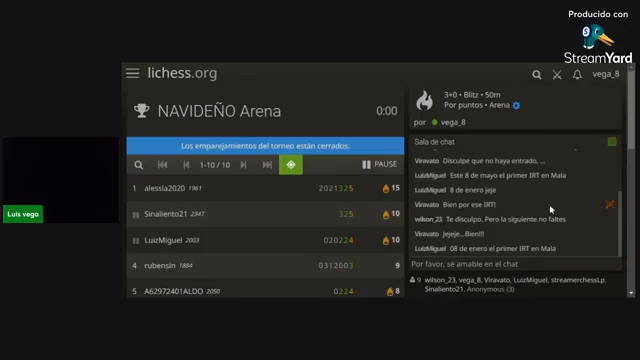 Producido con
StreamYard
lichess.org
vega_8
NAVIDEÑO Arena
0:00
3+0 • Blitz • 50m
Por puntos • Arena
por vega_8
Los emparejamientos del torneo están cerrados.
Sala de chat
1-10 / 10
PAUSE
Viravato Disculpe que no haya entrado, ...
LuizMiguel Este 8 de mayo el primer IRT en Mala
LuizMiguel 8 de enero jeje
Viravato Bien por ese IRT!
wilson_23 Te disculpo, Pero la siguiente no faltes
Viravato Jejeje...Bien!!!
LuizMiguel 08 de enero el primer IRT en Mala
Por favor, sé amable en el chat
9 wilson_23, vega_8, Viravato, LuizMiguel, streamerchessLp,
Sinaliento21, Anonymous (3)
1 alessia2020 1961 2021325 15
Sinaliento21 2347 325 10
LuizMiguel 2003 020224 10
4 rubensin 1884 0312003 9
5 A62972401ALDO 2050 0224 8
Luis vega